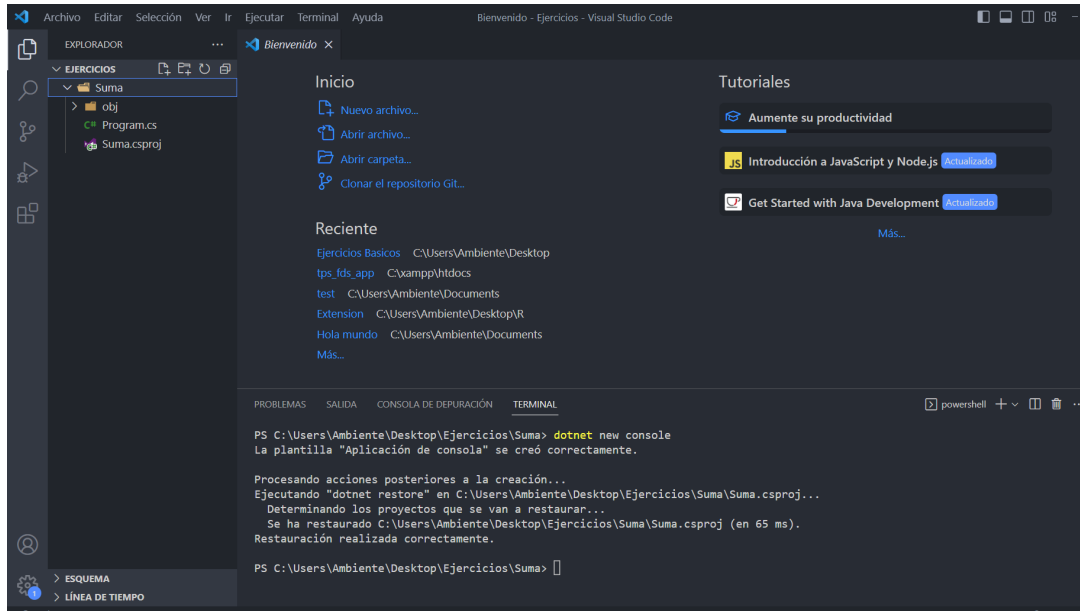 Archivo Editar Selección Ver Ir Ejecutar Terminal Ayuda
Bienvenido - Ejercicios - Visual Studio Code
EXPLORADOR
EJERCICIOS
Suma
obj
C# Program.cs
Suma.csproj
ESQUEMA
LÍNEA DE TIEMPO
1
Bienvenido
Inicio
Nuevo archivo...
Abrir archivo...
Abrir carpeta...
Clonar el repositorio Git...
Reciente
Ejercicios Basicos C:\Users\Ambiente\Desktop
tps_fds_app C:\xampp\htdocs
test C:\Users\Ambiente\Documents
Extension C:\Users\Ambiente\Desktop\R
Hola mundo C:\Users\Ambiente\Documents
Más...
Tutoriales
Aumente su productividad
JS Introducción a JavaScript y Node.js Actualizado
Get Started with Java Development Actualizado
Más...
PROBLEMAS SALIDA CONSOLA DE DEPURACIÓN TERMINAL
powershell
PS C:\Users\Ambiente\Desktop\Ejercicios\Suma> dotnet new console
La plantilla "Aplicación de consola" se creó correctamente.
Procesando acciones posteriores a la creación...
Ejecutando "dotnet restore" en C:\Users\Ambiente\Desktop\Ejercicios\Suma\Suma.csproj...
Determinando los proyectos que se van a restaurar...
Se ha restaurado C:\Users\Ambiente\Desktop\Ejercicios\Suma\Suma.csproj (en 65 ms).
Restauración realizada correctamente.
PS C:\Users\Ambiente\Desktop\Ejercicios\Suma>